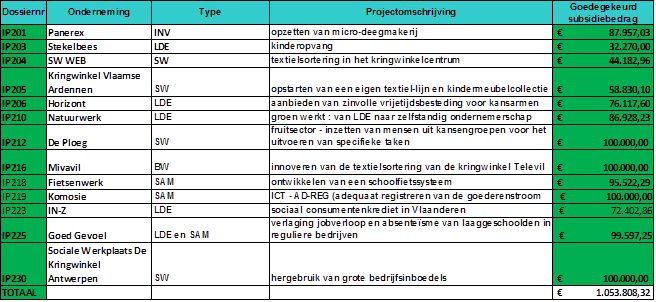 Dossiernr Onderneming Type Projectomschrijving Goedegekeurd
subsidiebedrag
IP201 Panerex INV opzetten van micro-deegmakerij € 87.957,03
IP203 Stekelbees LDE kinderopvang € 32.270,00
IP204 SW WEB SW textielsortering in het kringwinkelcentrum € 44.182,96
Kringwinkel Vlaamse
IP205 Ardennen SW opstarten van een eigen textiel-lijn en kindermeubelcollectie € 58.830,10
IP206 Horizont LDE aanbieden van zinvolle vrijetijdsbesteding voor kansarmen € 76.117,60
IP210 Natuurwerk LDE groen werkt : van LDE naar zelfstandig ondernemerschap € 86.928,23
fruitsector - inzetten van mensen uit kansengroepen voor het
IP212 De Ploeg SW uitvoeren van specifieke taken € 100.000,00
IP216 Mivavil BW innoveren van de textielsortering van de kringwinkel Televil € 100.000,00
IP218 Fietsenwerk SAM ontwikkelen van een schoolfietssysteem € 95.522,29
IP219 Komosie SAM ICT - AD-REG (adequaat registreren van de goederenstroom € 100.000,00
IP223 IN-Z LDE sociaal consumentenkrediet in Vlaanderen € 72.402,86
verlaging jobverloop en absenteïsme van laaggeschoolden in
IP225 Goed Gevoel LDE en SAM reguliere bedrijven € 99.597,25
Sociale Werkplaats De
Kringwinkel
IP230 Antwerpen SW hergebruik van grote bedrijfsinboedels € 100.000,00
TOTAAL € 1.053.808,32